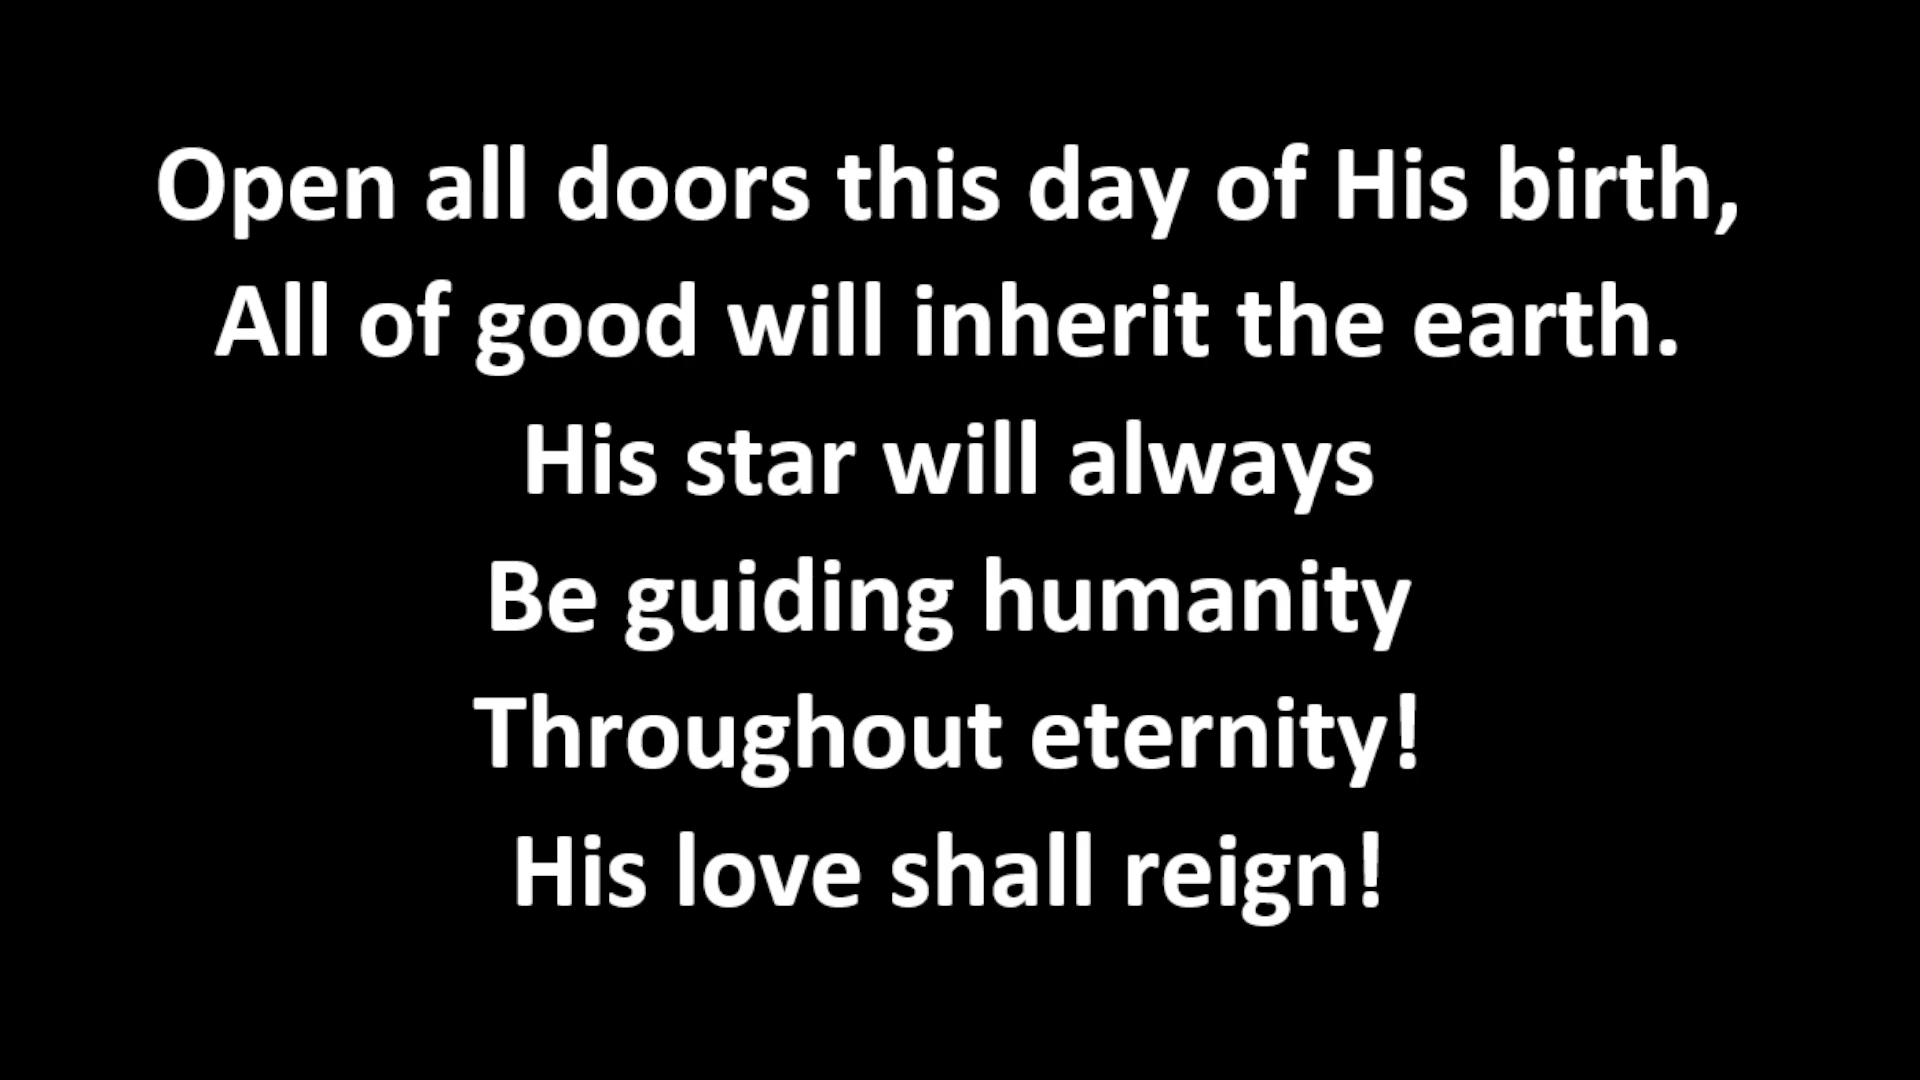 Open all doors this day of His birth,
All of good will inherit the earth.
His star will always
Be guiding humanity
Throughout eternity!
His love shall reign!